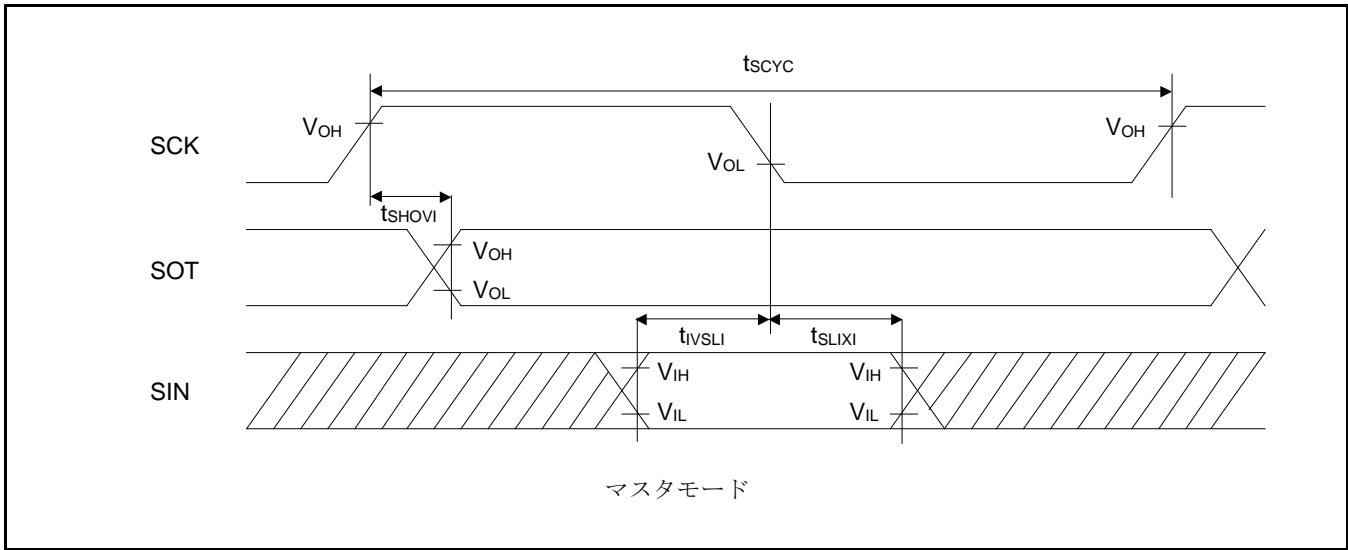 tSCYC
VOH
VOH
SCK
VOL
tSHOVI
VOH
SOT
VOL
tIVSLI
tSLIXI
VIH
VIH
SIN
VIL
VIL
マスタモード